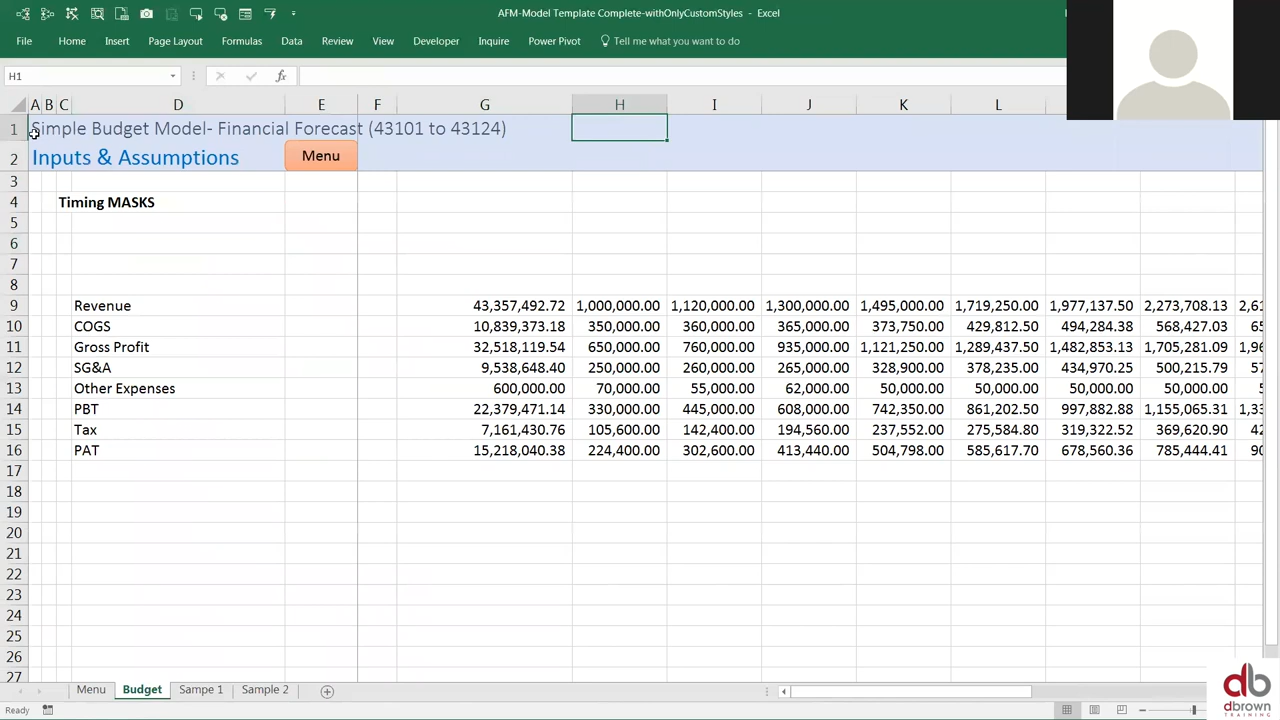 AFM-Model Template Complete-withOnlyCustomStyles - Excel
File Home Insert Page Layout Formulas Data Review View Developer Inquire Power Pivot Tell me what you want to do
H1 fx
A B C D E F G H I J K L
1 Simple Budget Model- Financial Forecast (43101 to 43124)
2 Inputs & Assumptions Menu
3
4 Timing MASKS
5
6
7
8
9 Revenue 43,357,492.72 1,000,000.00 1,120,000.00 1,300,000.00 1,495,000.00 1,719,250.00 1,977,137.50 2,273,708.13 2,61
10 COGS 10,839,373.18 350,000.00 360,000.00 365,000.00 373,750.00 429,812.50 494,284.38 568,427.03 65
11 Gross Profit 32,518,119.54 650,000.00 760,000.00 935,000.00 1,121,250.00 1,289,437.50 1,482,853.13 1,705,281.09 1,96
12 SG&A 9,538,648.40 250,000.00 260,000.00 265,000.00 328,900.00 378,235.00 434,970.25 500,215.79 57
13 Other Expenses 600,000.00 70,000.00 55,000.00 62,000.00 50,000.00 50,000.00 50,000.00 50,000.00 5
14 PBT 22,379,471.14 330,000.00 445,000.00 608,000.00 742,350.00 861,202.50 997,882.88 1,155,065.31 1,33
15 Tax 7,161,430.76 105,600.00 142,400.00 194,560.00 237,552.00 275,584.80 319,322.52 369,620.90 42
16 PAT 15,218,040.38 224,400.00 302,600.00 413,440.00 504,798.00 585,617.70 678,560.36 785,444.41 90
17
18
19
20
21
22
23
24
25
26
27
Menu Budget Sampe 1 Sample 2
Ready
db
dbrown
TRAINING